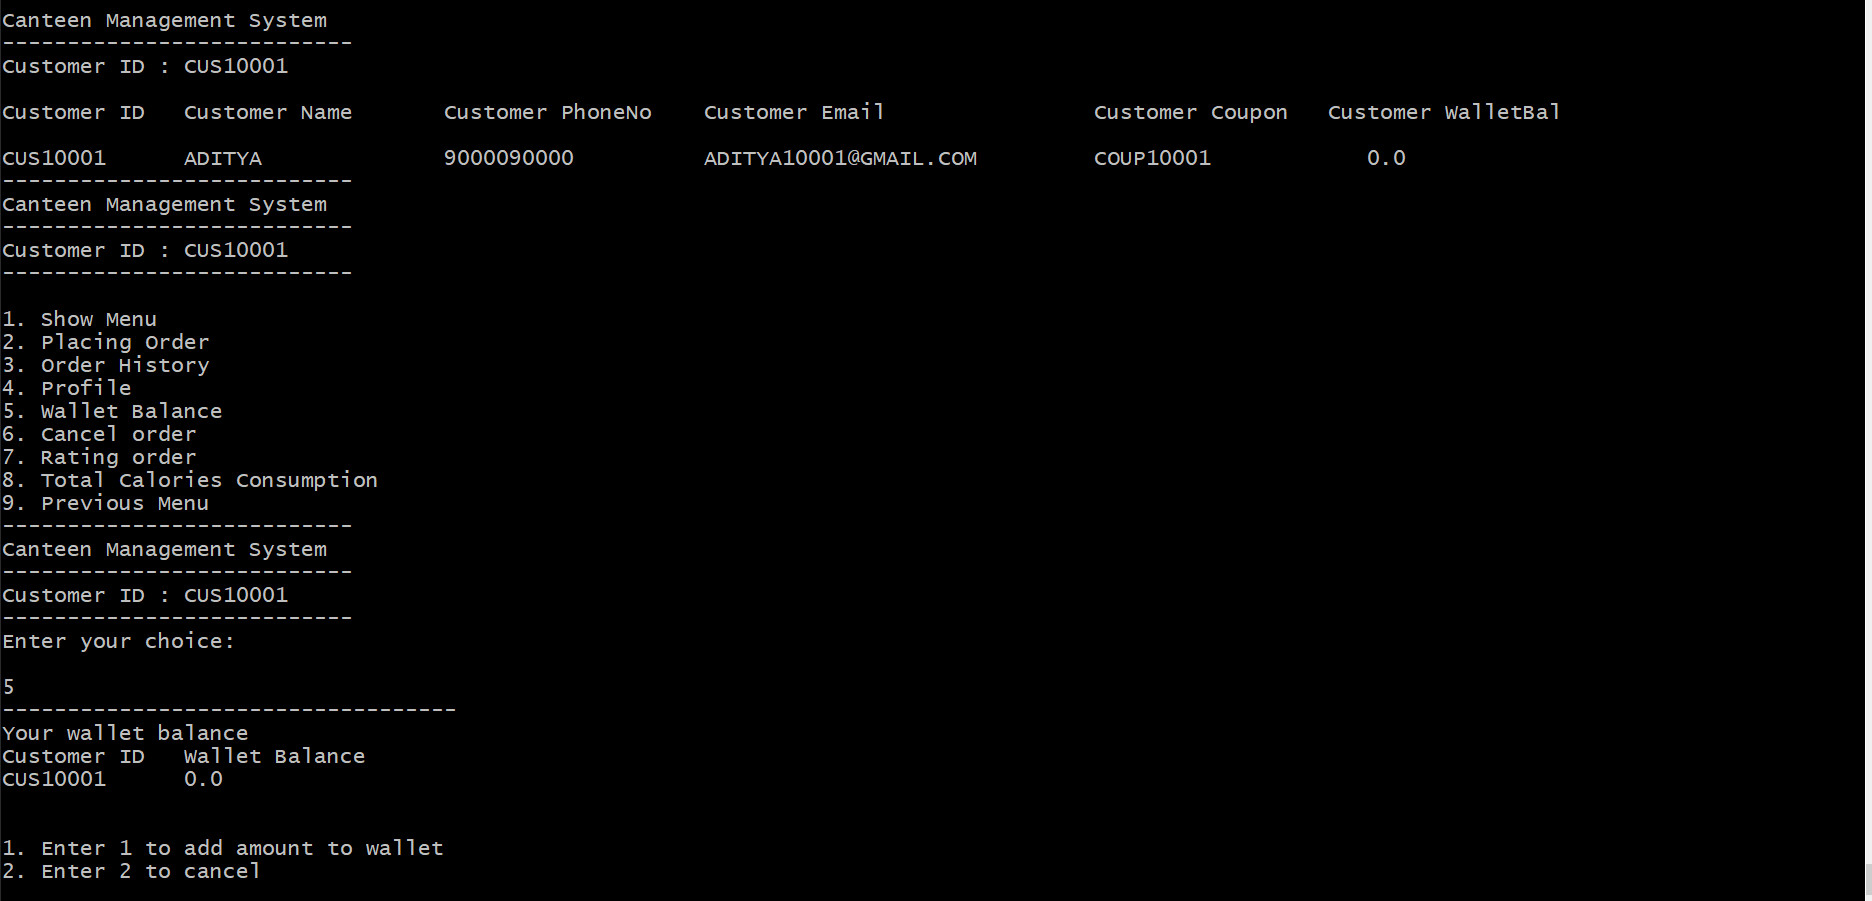 Canteen Management System
---------------------------
Customer ID : CUS10001
Customer ID   Customer Name       Customer PhoneNo    Customer Email                Customer Coupon   Customer WalletBal
CUS10001      ADITYA              9000090000          ADITYA10001@GMAIL.COM         COUP10001            0.0
---------------------------
Canteen Management System
---------------------------
Customer ID : CUS10001
---------------------------
1. Show Menu
2. Placing Order
3. Order History
4. Profile
5. Wallet Balance
6. Cancel order
7. Rating order
8. Total Calories Consumption
9. Previous Menu
---------------------------
Canteen Management System
---------------------------
Customer ID : CUS10001
---------------------------
Enter your choice:
5
-----------------------------------
Your wallet balance
Customer ID   Wallet Balance
CUS10001      0.0
1. Enter 1 to add amount to wallet
2. Enter 2 to cancel